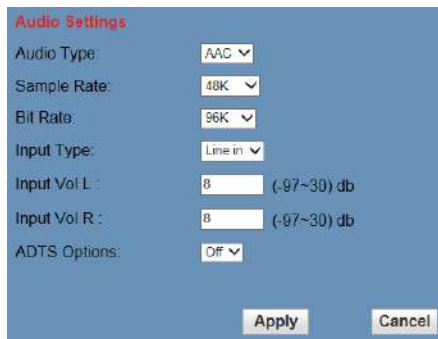 Audio Settings
Audio Type: AAC
Sample Rate: 48K
Bit Rate: 96K
Input Type: Line in
Input Vol L : 8 (-97~30) db
Input Vol R : 8 (-97~30) db
ADTS Options: Off
Apply Cancel